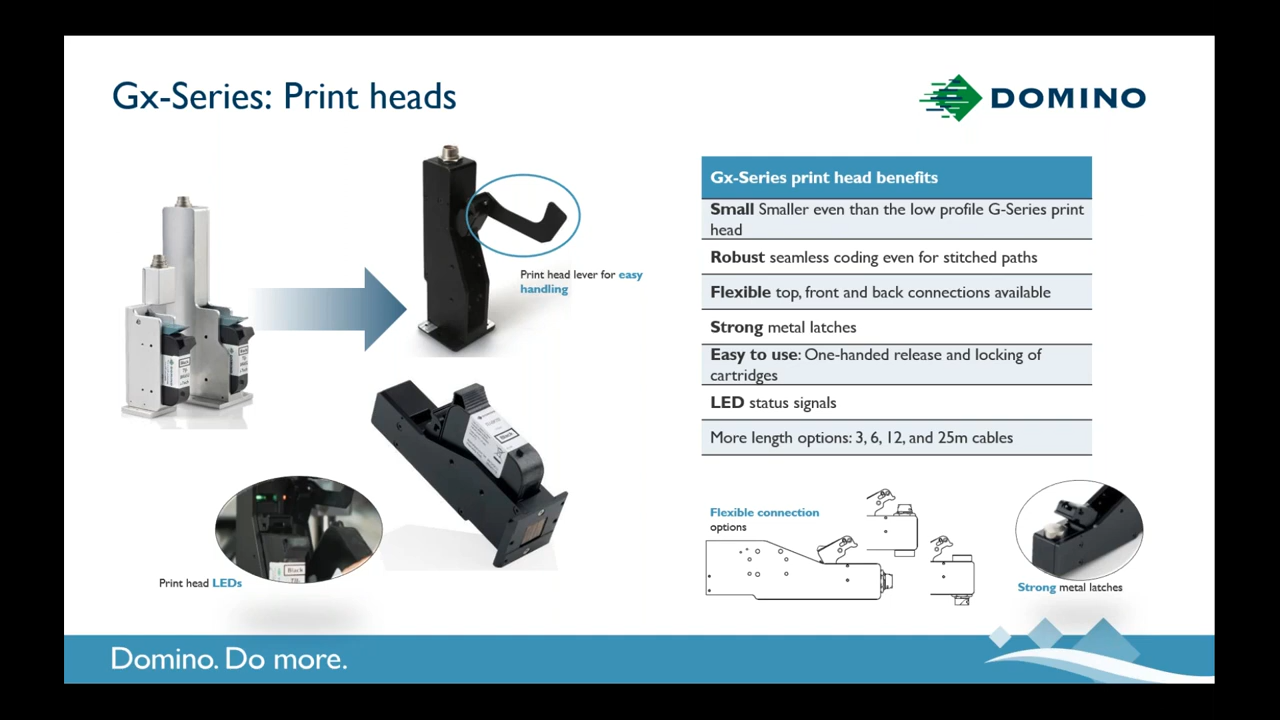 Gx-Series: Print heads
DOMINO
Print head lever for easy
handling
Gx-Series print head benefits
Small Smaller even than the low profile G-Series print
head
Robust seamless coding even for stitched paths
Flexible top, front and back connections available
Strong metal latches
Easy to use: One-handed release and locking of
cartridges
LED status signals
More length options: 3, 6, 12, and 25m cables
Black
Black
Black
Black
Print head LEDs
Flexible connection
options
Strong metal latches
Domino. Do more.